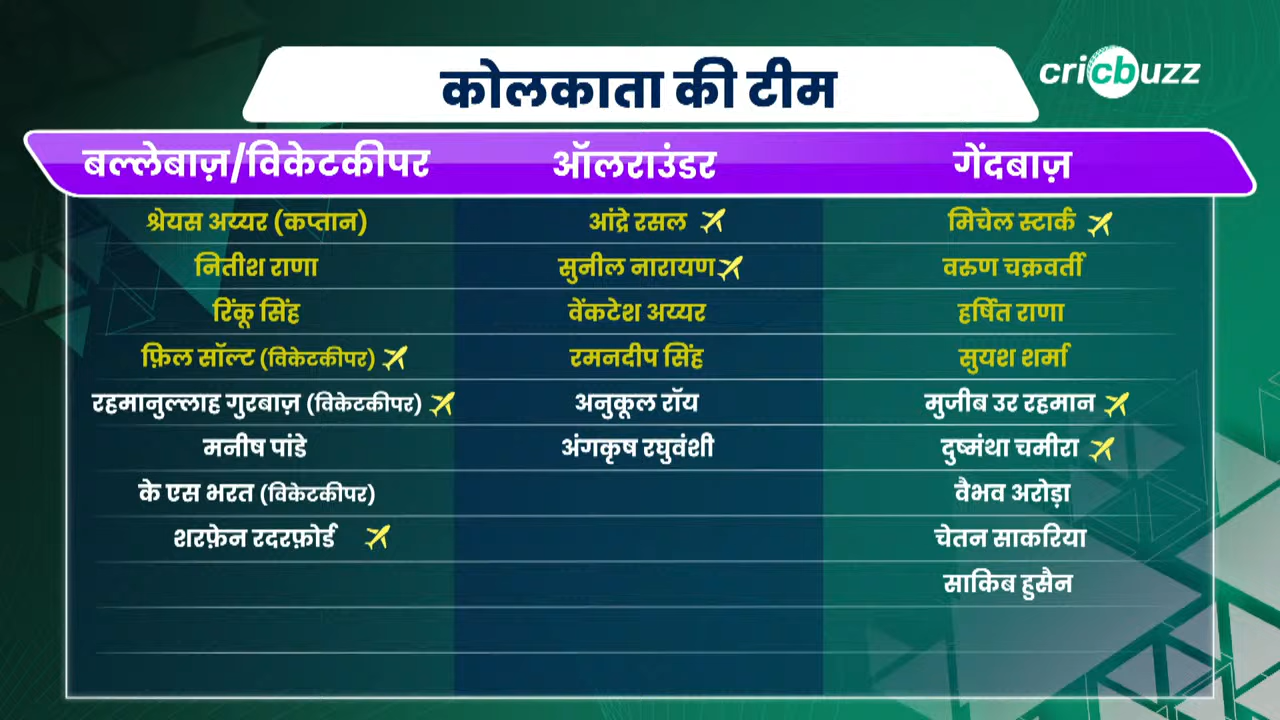 कोलकाता की टीम
cricbuzz
बल्लेबाज़/विकेटकीपर ऑलराउंडर गेंदबाज़
श्रेयस अय्यर (कप्तान) आंद्रे रसल मिचेल स्टार्क
नितीश राणा सुनील नारायण वरुण चक्रवर्ती
रिंकू सिंह वेंकटेश अय्यर हर्षित राणा
फ़िल सॉल्ट (विकेटकीपर) रमनदीप सिंह सुयश शर्मा
रहमानुल्लाह गुरबाज़ (विकेटकीपर) अनुकूल रॉय मुजीब उर रहमान
मनीष पांडे अंगकृष रघुवंशी दुष्मंथा चमीरा
के एस भरत (विकेटकीपर) वैभव अरोड़ा
शरफ़ेन रदरफ़ोर्ड चेतन साकरिया
साकिब हुसैन